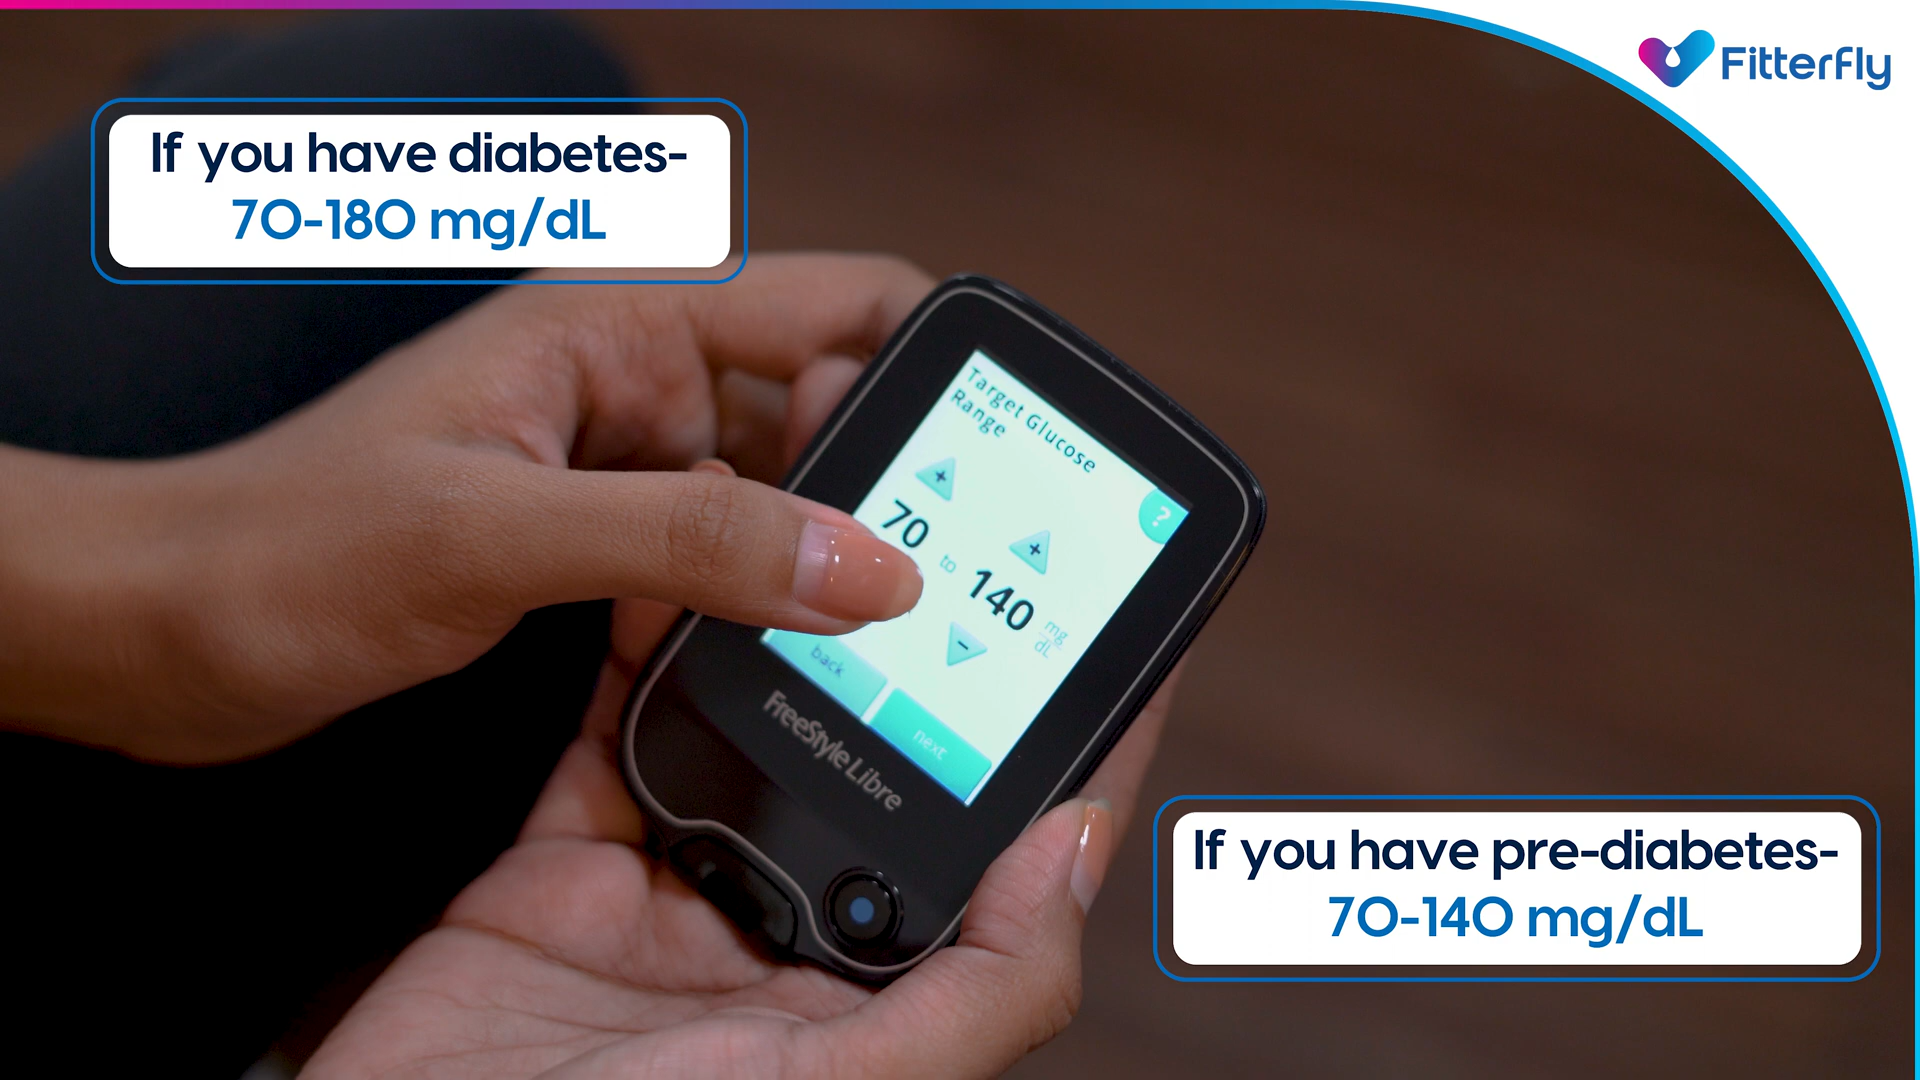 Fitterfly
If you have diabetes-
70-180 mg/dL
Target Glucose
Range
?
+
+
70 to 140 mg/dL
-
back
next
FreeStyle Libre
If you have pre-diabetes-
70-140 mg/dL